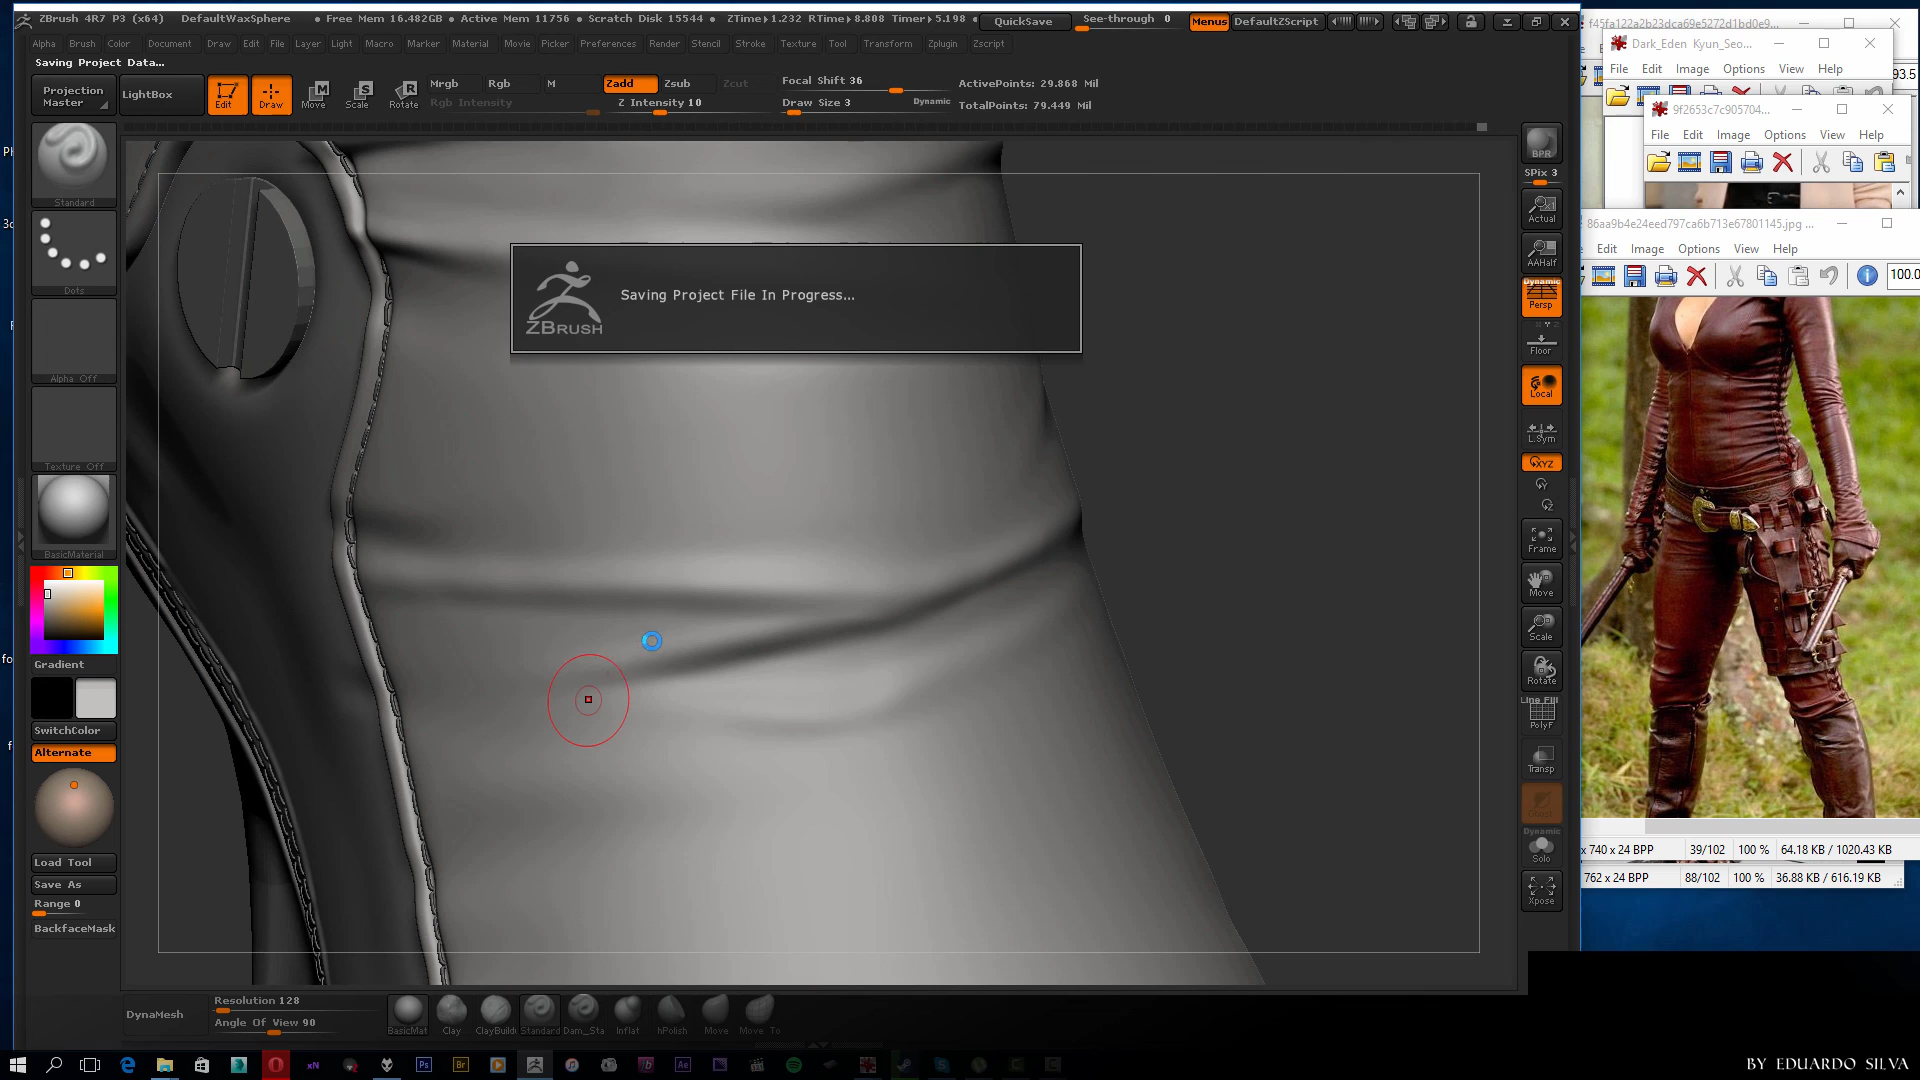 ZBrush 4R7 P3 (x64) DefaultWaxSphere • Free Mem 16.482GB • Active Mem 11756 • Scratch Disk 15544 • ZTime▸1.232 RTime▸8.808 Timer▸5.198 QuickSave See-through 0 Menus DefaultZScript
f45fa122a2b23dca69e5272d1bd0e9...
Alpha Brush Color Document Draw Edit File Layer Light Macro Marker Material Movie Picker Preferences Render Stencil Stroke Texture Tool Transform Zplugin Zscript
Dark_Eden Kyun_Seo...
Saving Project Data...
File Edit Image Options View Help
93.5
Projection Master
LightBox
Edit
Draw
Move
Scale
Rotate
Mrgb Rgb M Zadd Zsub Zcut
Rgb Intensity Z Intensity 10
Focal Shift 36
Draw Size 3 Dynamic
ActivePoints: 29.868 Mil
TotalPoints: 79.449 Mil
9f2653c7c905704...
File Edit Image Options View Help
86aa9b4e24eed797ca6b713e67801145.jpg ...
Edit Image Options View Help
100.0
Standard
Dots
Alpha Off
Texture Off
BasicMaterial
Gradient
SwitchColor
Alternate
Load Tool
Save As
Range 0
BackfaceMask
ZBRUSH
Saving Project File In Progress...
BPR
SPix 3
Actual
AAHalf
Dynamic
Persp
Floor
Local
L.Sym
XYZ
Frame
Move
Scale
Rotate
Line Fill
PolyF
Transp
Dynamic
Solo
Xpose
x 740 x 24 BPP 39/102 100 % 64.18 KB / 1020.43 KB
762 x 24 BPP 88/102 100 % 36.88 KB / 616.19 KB
DynaMesh
Resolution 128
Angle Of View 90
BasicMat Clay ClayBuild Standard Dam_Sta Inflat hPolish Move Move To
BY EDUARDO SILVA